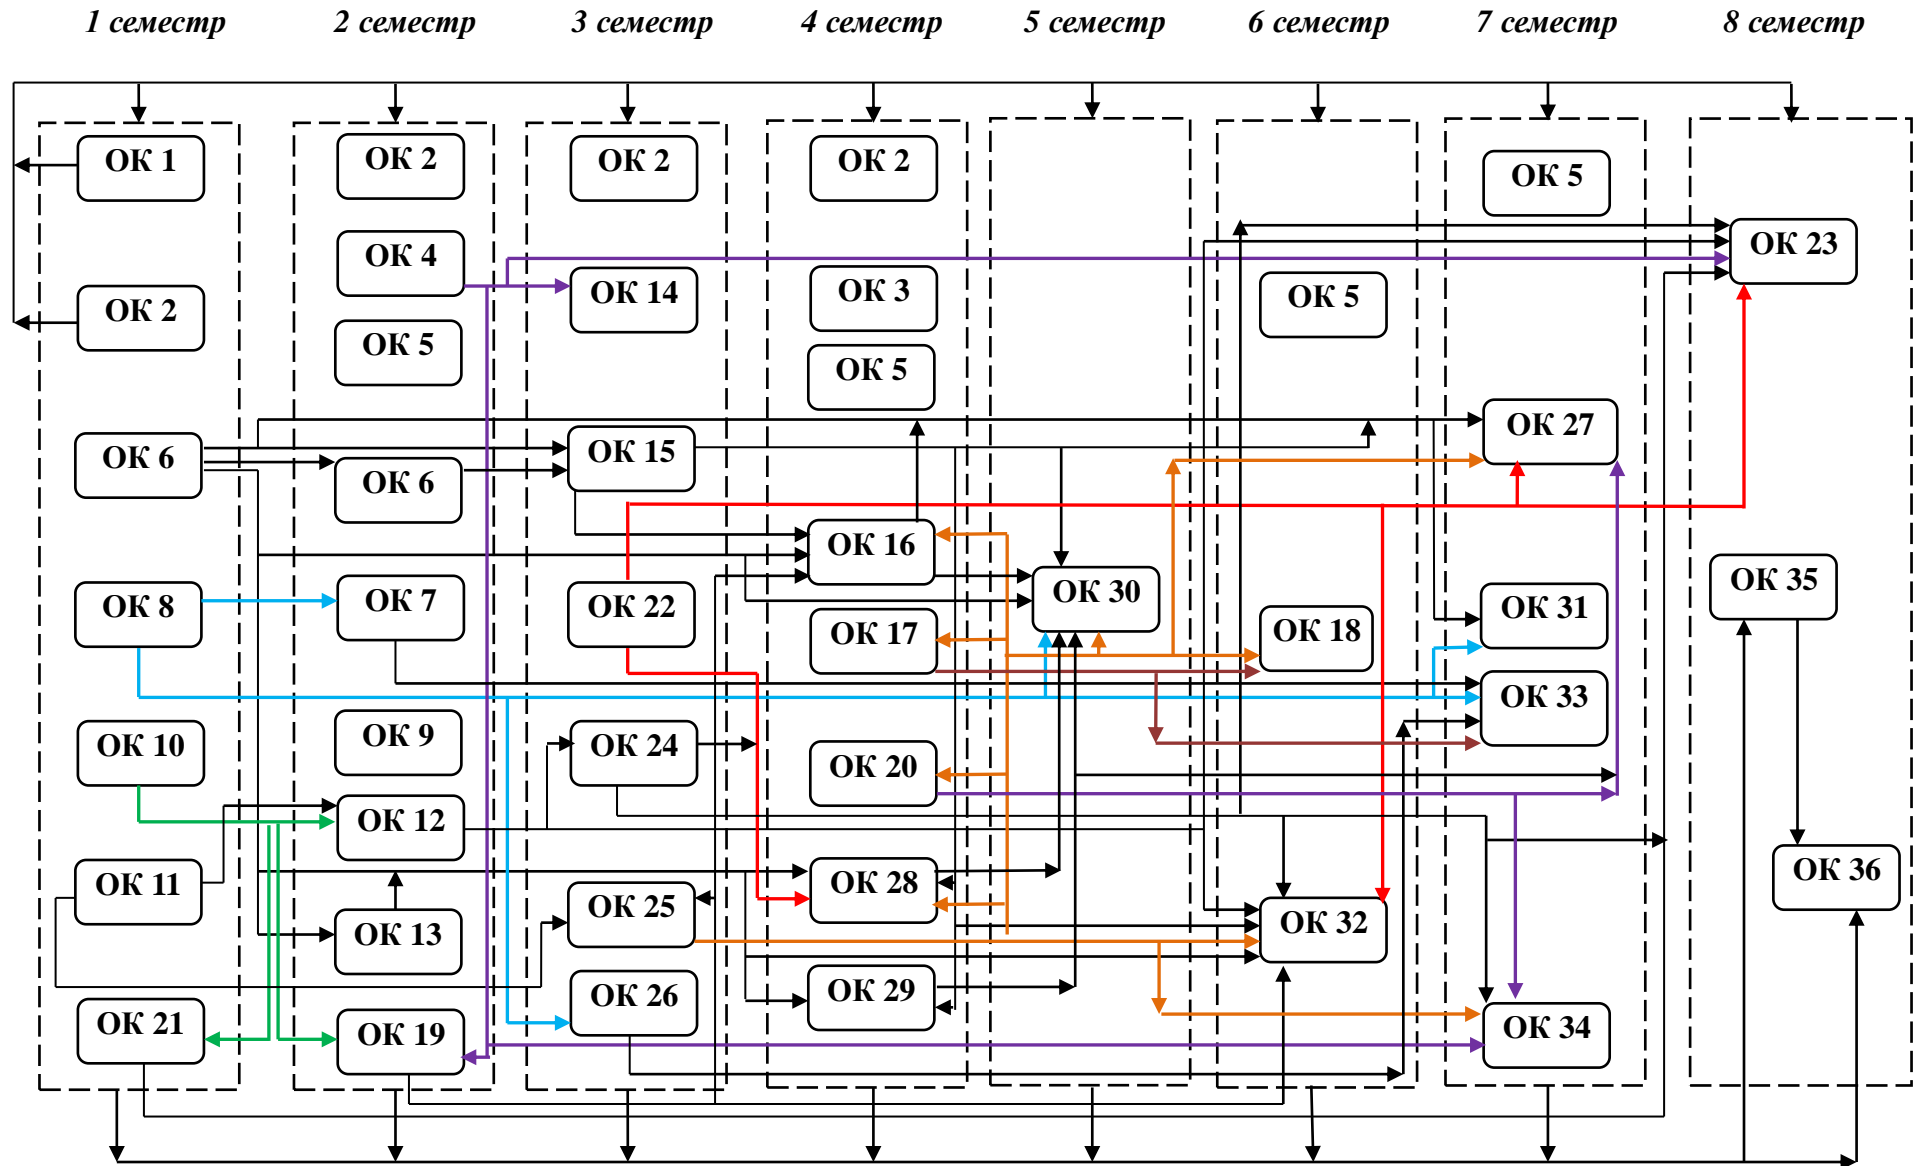 1 семестр 2 семестр 3 семестр 4 семестр 5 семестр 6 семестр 7 семестр 8 семестр
ОК 1
ОК 2
ОК 6
ОК 8
ОК 10
ОК 11
ОК 21
ОК 2
ОК 4
ОК 5
ОК 6
ОК 7
ОК 9
ОК 12
ОК 13
ОК 19
ОК 2
ОК 14
ОК 15
ОК 22
ОК 24
ОК 25
ОК 26
ОК 2
ОК 3
ОК 5
ОК 16
ОК 17
ОК 20
ОК 28
ОК 29
ОК 30
ОК 5
ОК 18
ОК 32
ОК 5
ОК 27
ОК 31
ОК 33
ОК 34
ОК 23
ОК 35
ОК 36